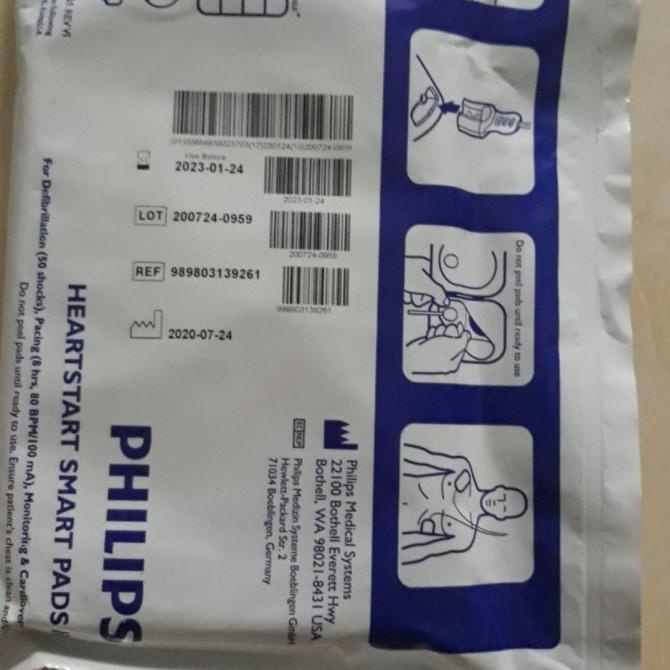 Use Before
2023-01-24
2023-01-24
LOT 200724-0959
200724-0959
REF 989803139261
989803139261
2020-07-24
PHILIPS
HEARTSTART SMART PADS
For Defibrillation (50 shocks), Pacing (8 hrs, 80 BPM/100 mA), Monitoring & Cardiover
Do not peel pads until ready to use. Ensure patient's chest is clean and
Philips Medical Systems
22100 Bothell Everett Hwy
Bothell, WA 98021-8431 USA
EC REP
Philips Medizin Systeme Boeblingen GmbH
Hewlett-Packard Str. 2
71034 Boeblingen, Germany
Do not peel pads until ready to use